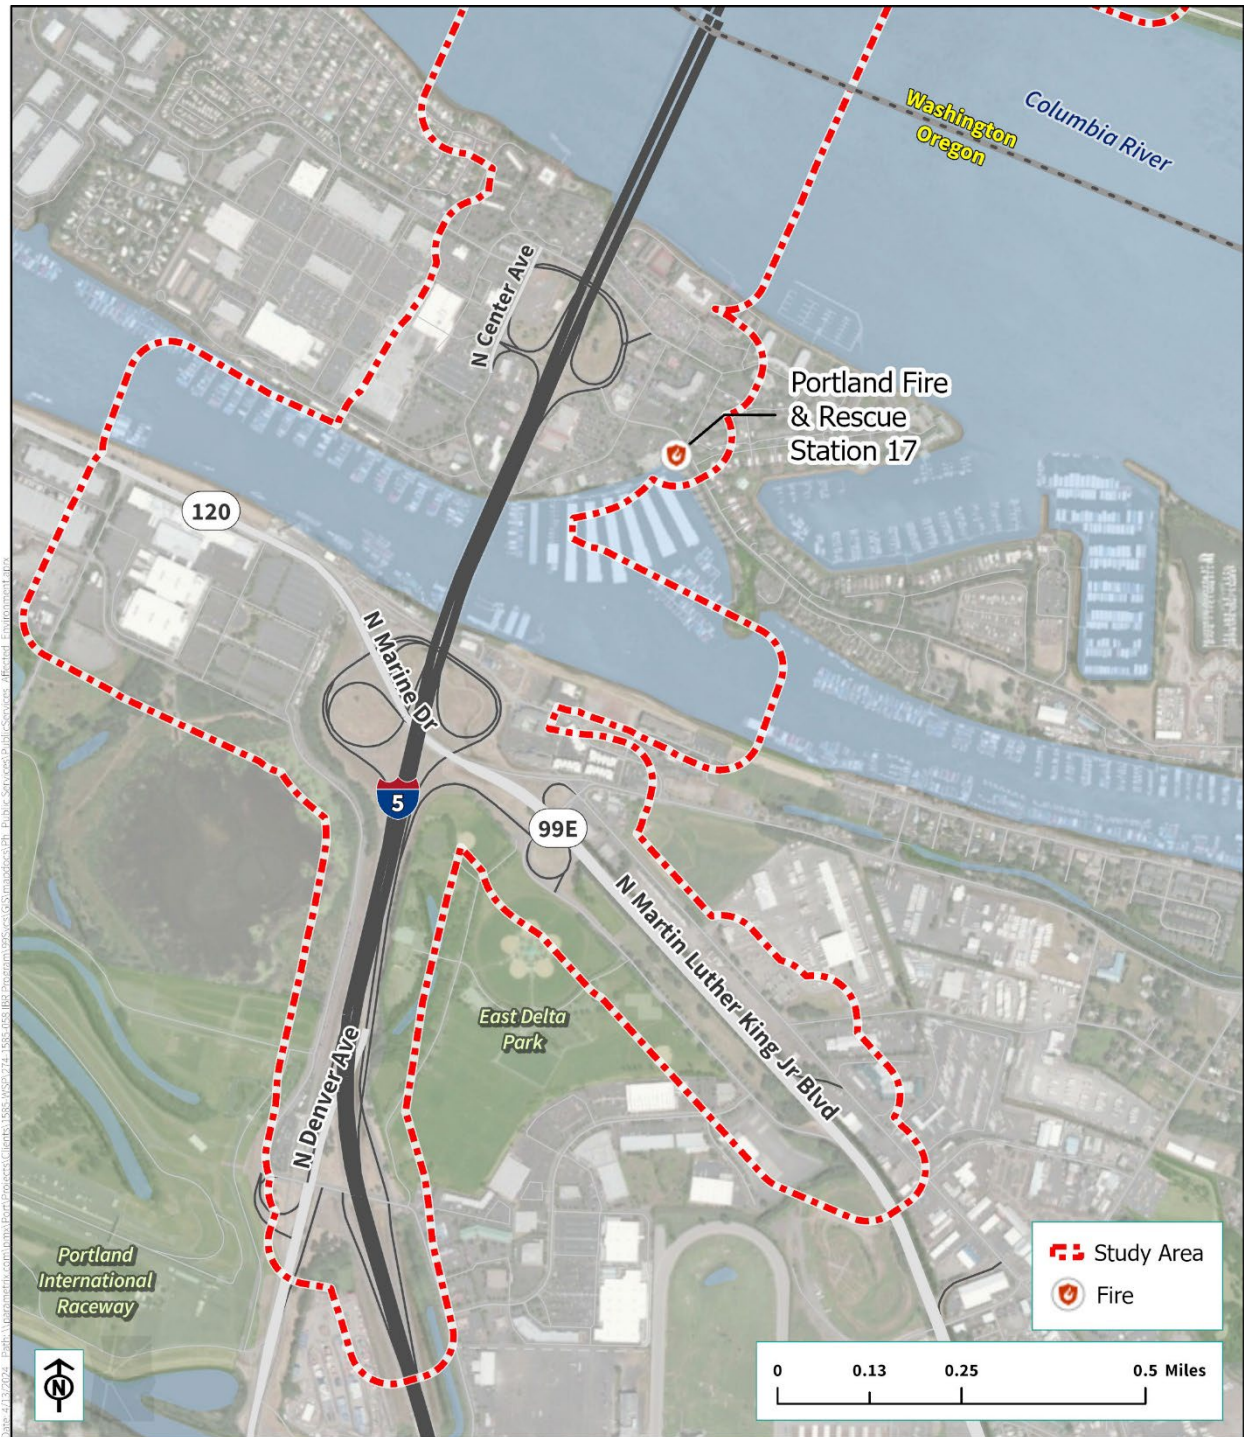 Washington
Oregon
Columbia River
N Center Ave
Portland Fire
& Rescue
Station 17
120
N Marine Dr
5
99E
N Martin Luther King Jr Blvd
East Delta
Park
N Denver Ave
Portland
International
Raceway
Study Area
Fire
N
0 0.13 0.25 0.5 Miles